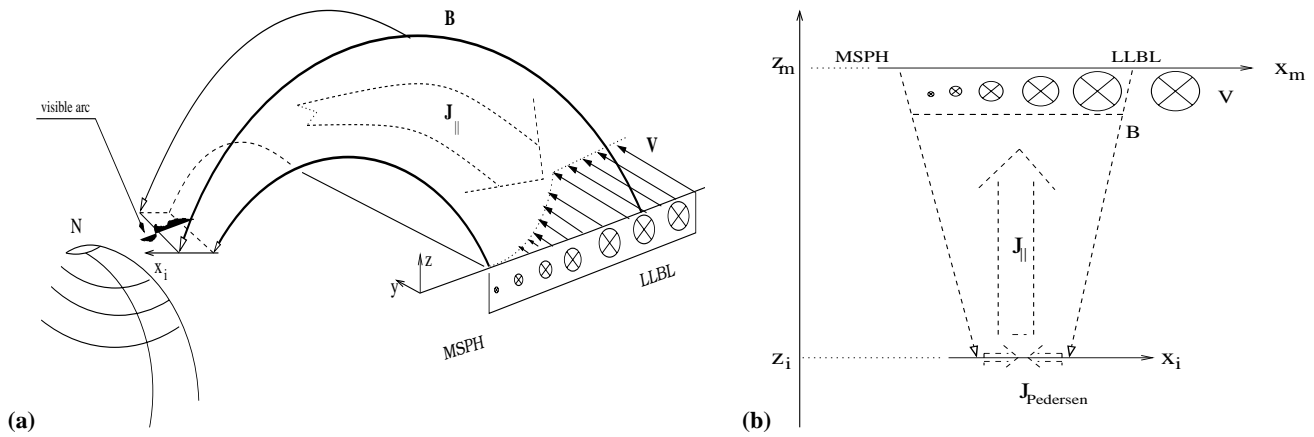 B
visible arc
J||
V
N
x_i
z
y
LLBL
MSPH
(a)
MSPH
LLBL
z_m
x_m
V
B
J||
z_i
x_i
J_Pedersen
(b)